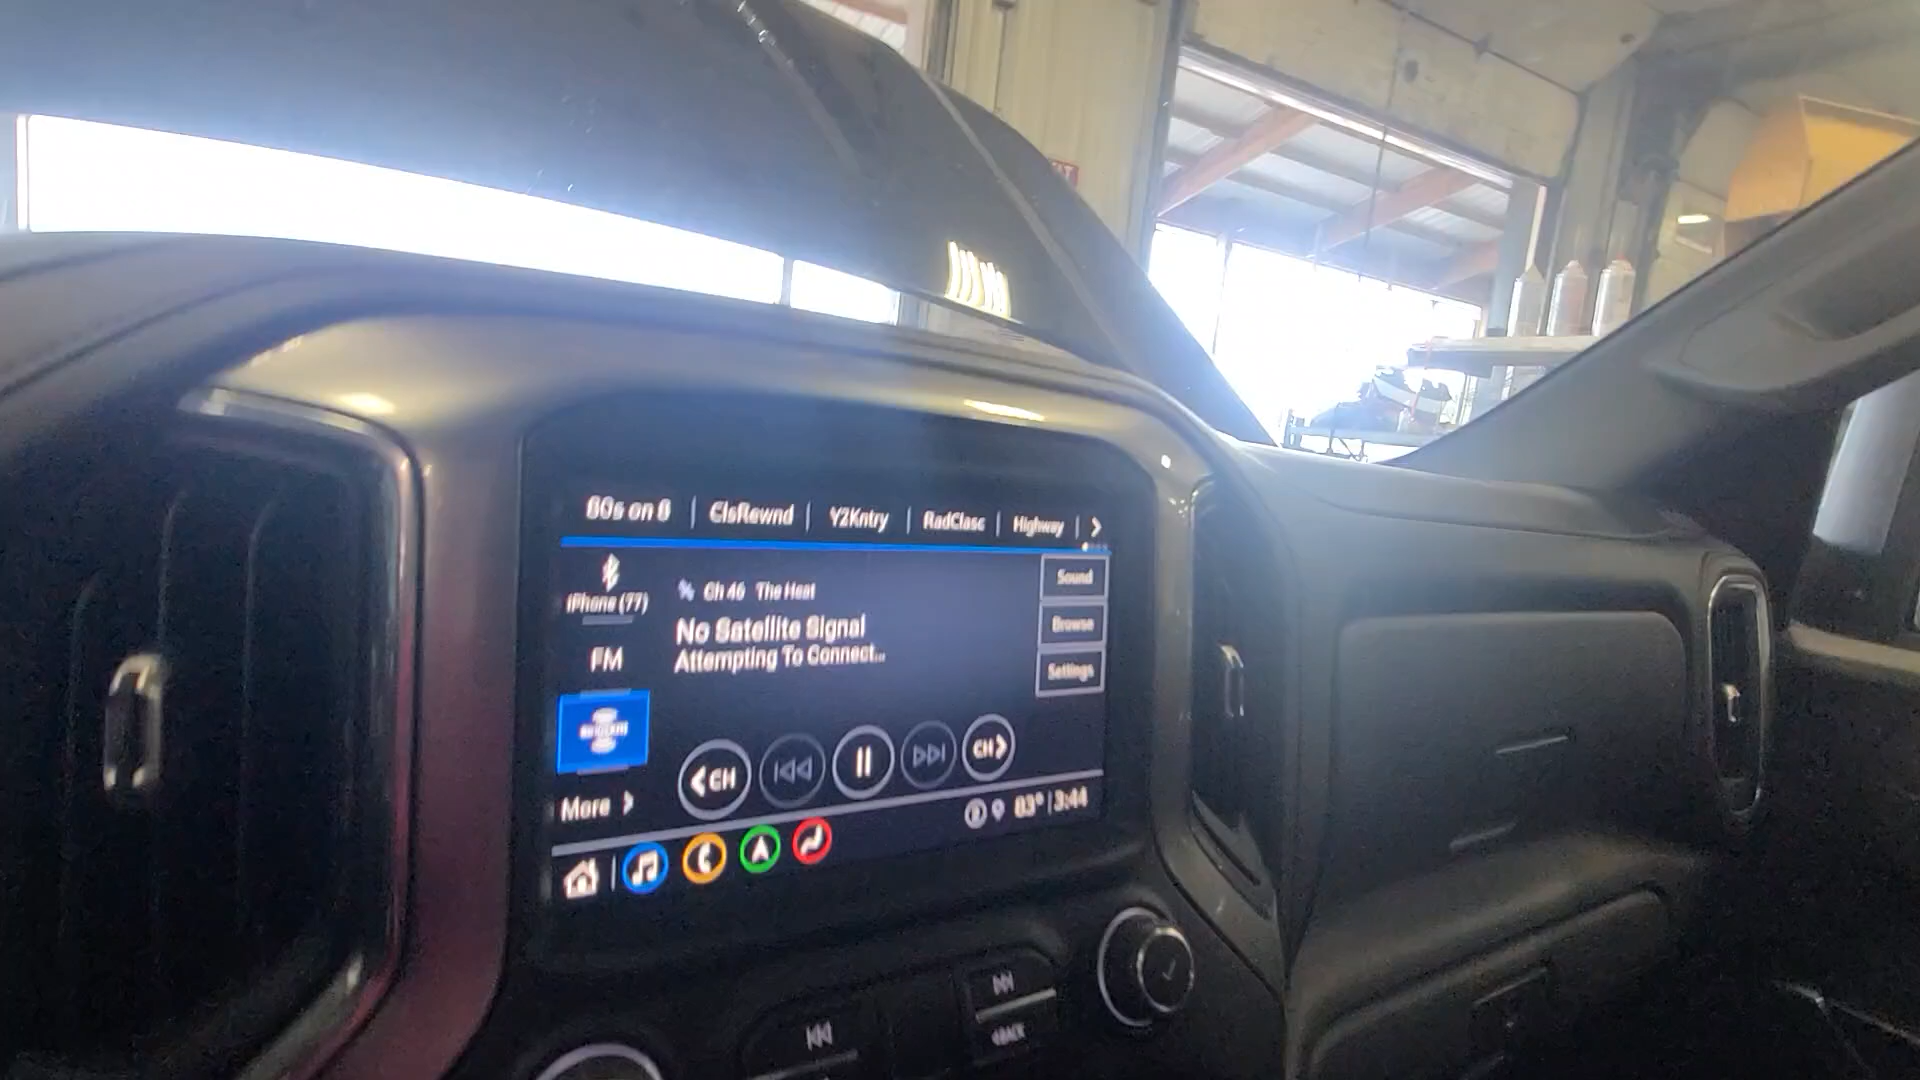 80s on 8 | ClsRewnd | Y2Kntry | RadClasc | Highway
iPhone (77)
Ch 46 The Heat
Sound
No Satellite Signal
Browse
FM
Attempting To Connect...
Settings
CH
CH
More
83° | 3:44
BACK